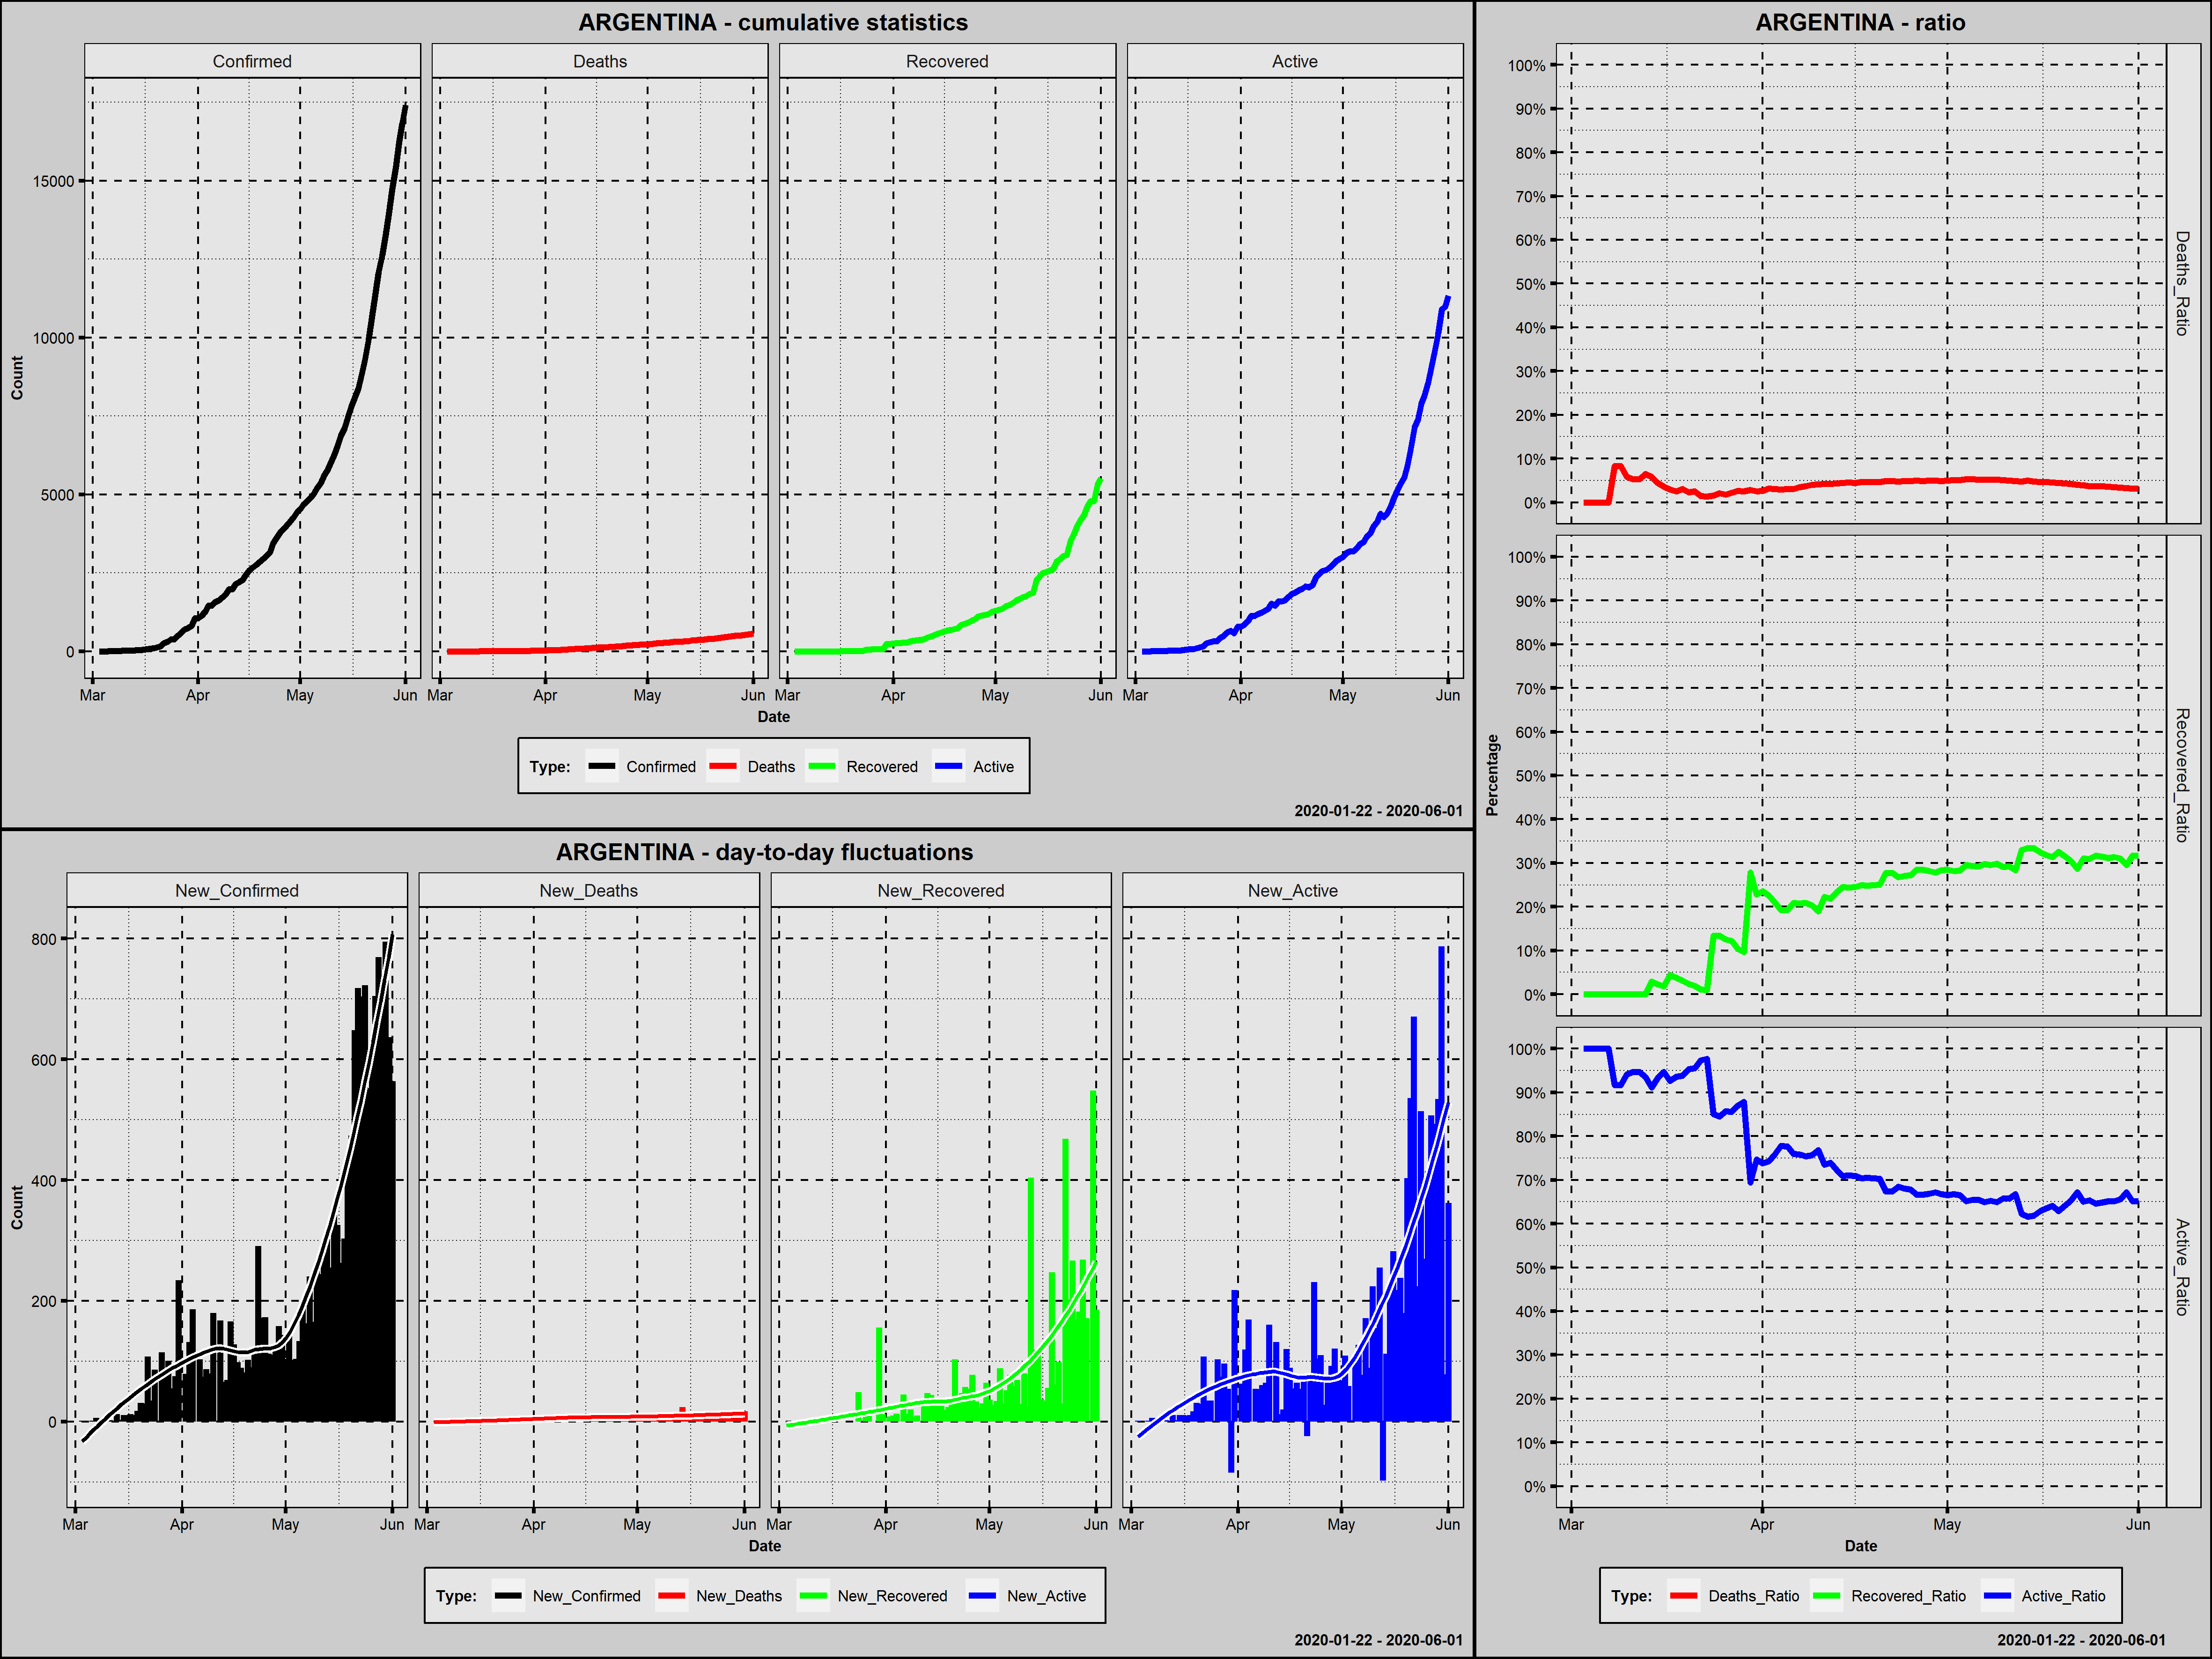 ARGENTINA - cumulative statistics
Confirmed Deaths Recovered Active
Count
15000
10000
5000
0
Mar Apr May Jun Mar Apr May Jun Mar Apr May Jun Mar Apr May Jun
Date
Type: Confirmed Deaths Recovered Active
2020-01-22 - 2020-06-01
ARGENTINA - day-to-day fluctuations
New_Confirmed New_Deaths New_Recovered New_Active
Count
800
600
400
200
0
Mar Apr May Jun Mar Apr May Jun Mar Apr May Jun Mar Apr May Jun
Date
Type: New_Confirmed New_Deaths New_Recovered New_Active
2020-01-22 - 2020-06-01
ARGENTINA - ratio
Percentage
100%
90%
80%
70%
60%
50%
40%
30%
20%
10%
0%
Deaths_Ratio
100%
90%
80%
70%
60%
50%
40%
30%
20%
10%
0%
Recovered_Ratio
100%
90%
80%
70%
60%
50%
40%
30%
20%
10%
0%
Active_Ratio
Mar Apr May Jun
Date
Type: Deaths_Ratio Recovered_Ratio Active_Ratio
2020-01-22 - 2020-06-01